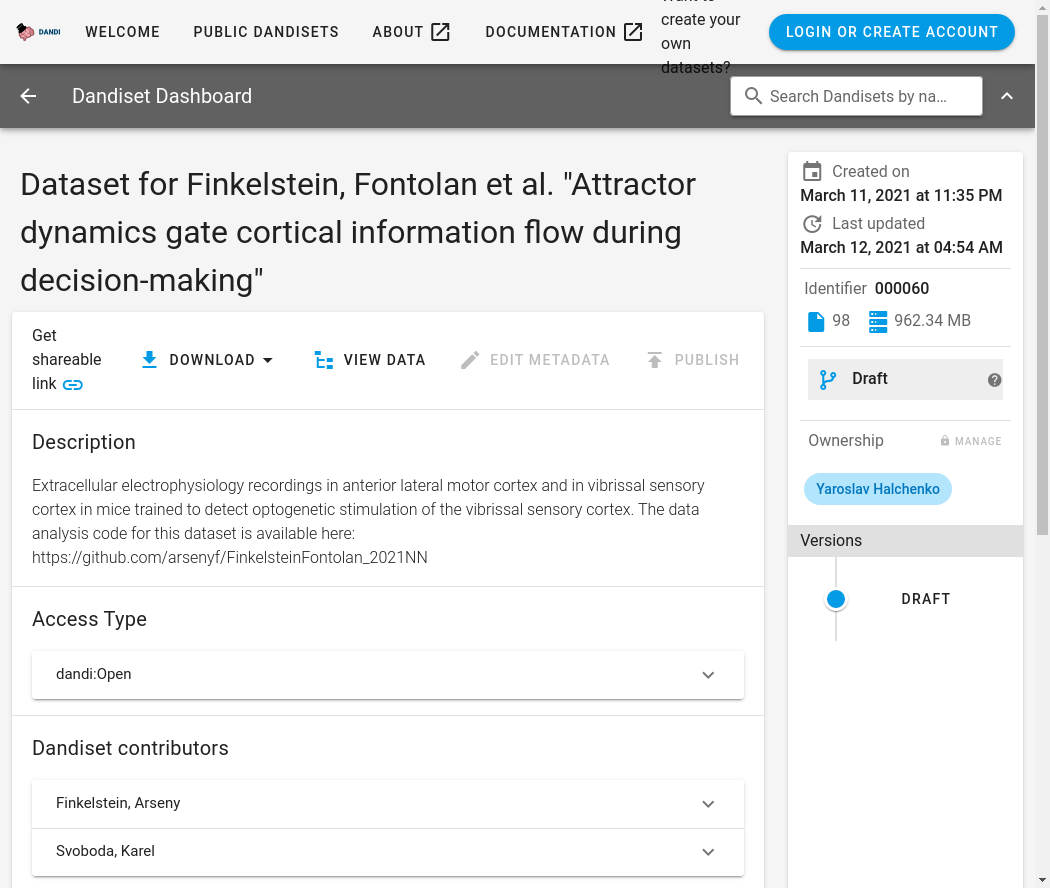 DANDI
WELCOME
PUBLIC DANDISETS
ABOUT
DOCUMENTATION
create your
own
datasets?
LOGIN OR CREATE ACCOUNT
Dandiset Dashboard
Search Dandisets by na...
Dataset for Finkelstein, Fontolan et al. "Attractor
dynamics gate cortical information flow during
decision-making"
Get
shareable
link
DOWNLOAD
VIEW DATA
EDIT METADATA
PUBLISH
Description
Extracellular electrophysiology recordings in anterior lateral motor cortex and in vibrissal sensory
cortex in mice trained to detect optogenetic stimulation of the vibrissal sensory cortex. The data
analysis code for this dataset is available here:
https://github.com/arsenyf/FinkelsteinFontolan_2021NN
Access Type
dandi:Open
Dandiset contributors
Finkelstein, Arseny
Svoboda, Karel
Created on
March 11, 2021 at 11:35 PM
Last updated
March 12, 2021 at 04:54 AM
Identifier 000060
98 962.34 MB
Draft
Ownership
MANAGE
Yaroslav Halchenko
Versions
DRAFT